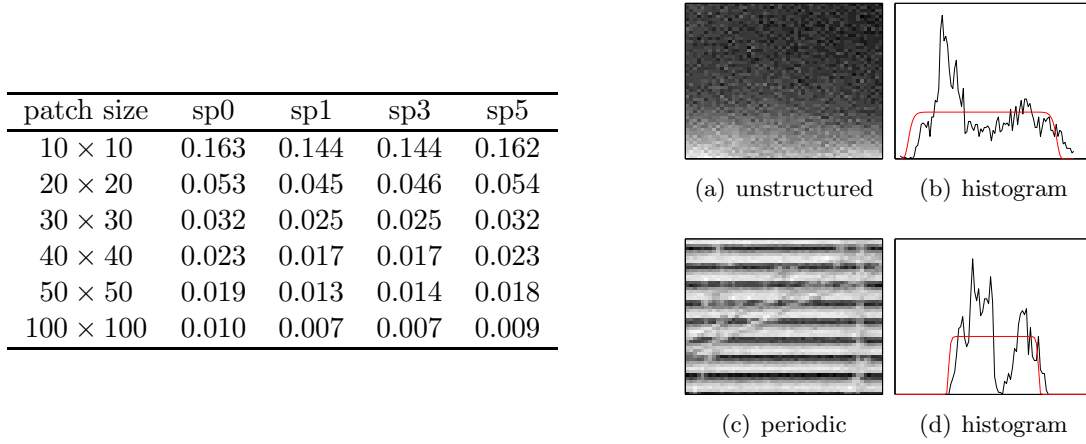 patch size sp0 sp1 sp3 sp5
10 × 10 0.163 0.144 0.144 0.162
20 × 20 0.053 0.045 0.046 0.054
30 × 30 0.032 0.025 0.025 0.032
40 × 40 0.023 0.017 0.017 0.023
50 × 50 0.019 0.013 0.014 0.018
100 × 100 0.010 0.007 0.007 0.009
(a) unstructured
(b) histogram
(c) periodic
(d) histogram